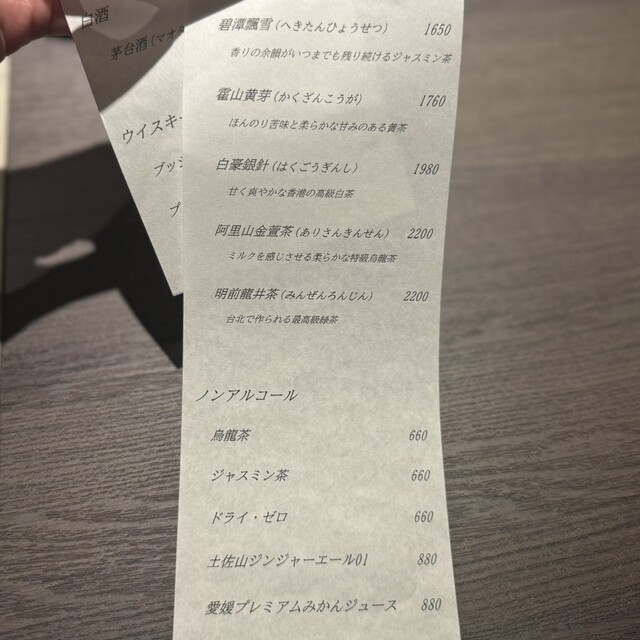 白酒
茅台酒(マオタ
ウイスキー
ブッシ
ブ
碧潭飄雪(へきたんひょうせつ) 1650
香りの余韻がいつまでも残り続けるジャスミン茶
霍山黄芽(かくざんこうが) 1760
ほんのり苦味と柔らかな甘みのある黄茶
白豪銀針(はくごうぎんし) 1980
甘く爽やかな香港の高級白茶
阿里山金萱茶(ありさんきんせん) 2200
ミルクを感じさせる柔らかな特級烏龍茶
明前龍井茶(みんぜんろんじん) 2200
台北で作られる最高級緑茶
ノンアルコール
烏龍茶 660
ジャスミン茶 660
ドライ・ゼロ 660
土佐山ジンジャーエール01 880
愛媛プレミアムみかんジュース 880